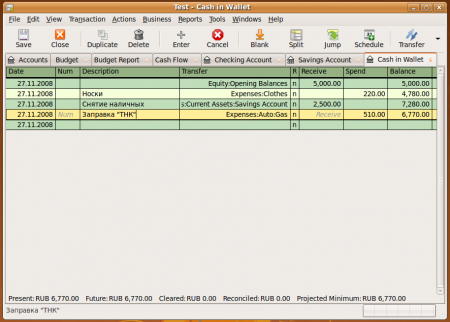 Test - Cash in Wallet
File Edit View Transaction Actions Business Reports Tools Windows Help
Save Close Duplicate Delete Enter Cancel Blank Split Jump Schedule Transfer
Accounts Budget Budget Report Cash Flow Checking Account Savings Account Cash in Wallet
Date Num Description Transfer R Receive Spend Balance
27.11.2008 Equity:Opening Balances n 5,000.00 5,000.00
27.11.2008 Носки Expenses:Clothes n 220.00 4,780.00
27.11.2008 Снятие наличных s:Current Assets:Savings Account n 2,500.00 7,280.00
27.11.2008 Num Заправка "ТНК" Expenses:Auto:Gas n Receive 510.00 6,770.00
27.11.2008 n
Present: RUB 6,770.00 Future: RUB 6,770.00 Cleared: RUB 0.00 Reconciled: RUB 0.00 Projected Minimum: RUB 6,770.00
Заправка "ТНК"